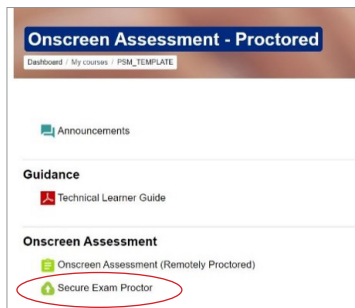 Onscreen Assessment - Proctored
Dashboard / My courses / PSM_TEMPLATE
Announcements
Guidance
Technical Learner Guide
Onscreen Assessment
Onscreen Assessment (Remotely Proctored)
Secure Exam Proctor